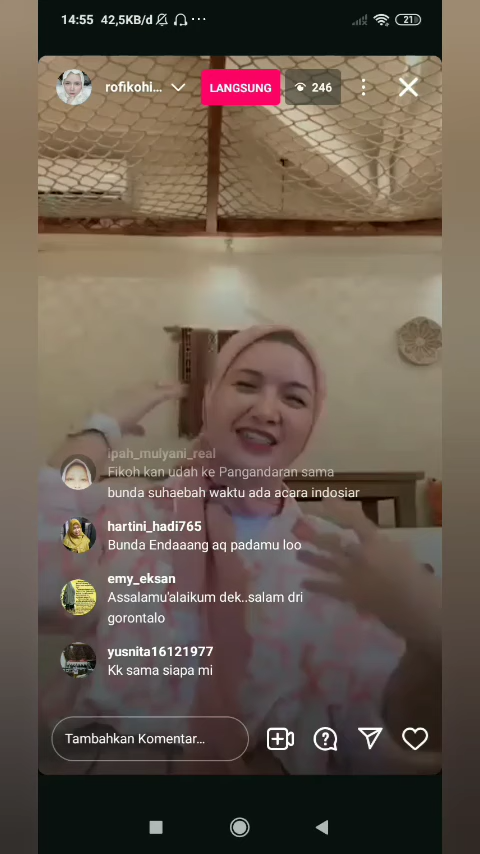 14:55 42,5KB/d
21
rofikohi...
LANGSUNG
246
ipah_mulyani_real
Fikoh kan udah ke Pangandaran sama
bunda suhaebah waktu ada acara indosiar
hartini_hadi765
Bunda Endaaang aq padamu loo
emy_eksan
Assalamu'alaikum dek..salam dri
gorontalo
yusnita16121977
Kk sama siapa mi
Tambahkan Komentar...